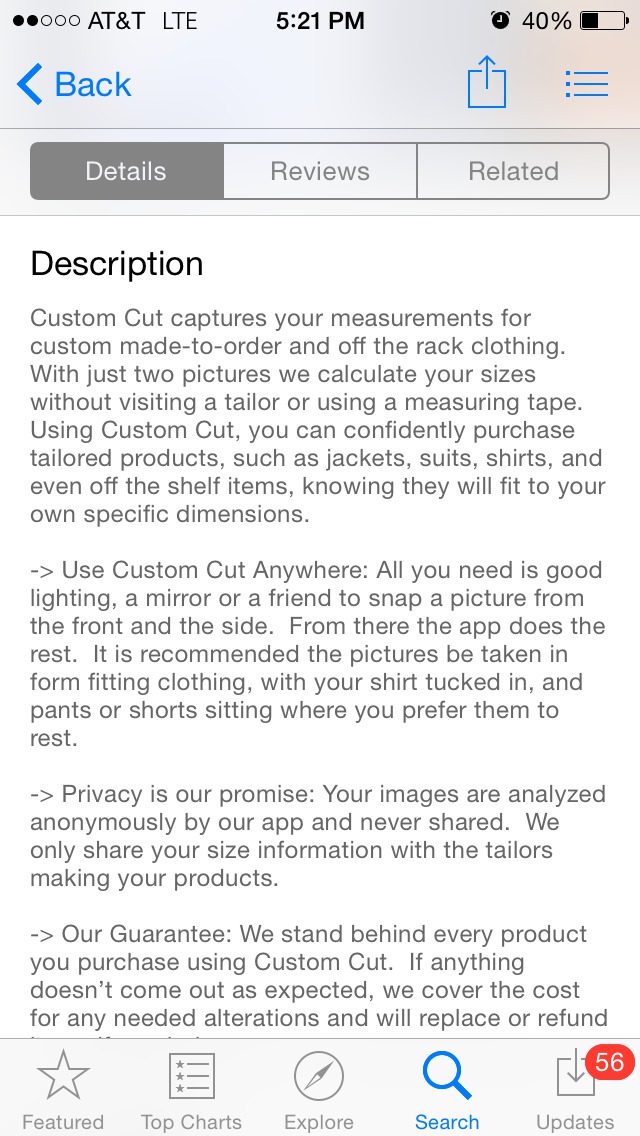 AT&T LTE 5:21 PM 40%
Back
Details Reviews Related
Description
Custom Cut captures your measurements for
custom made-to-order and off the rack clothing.
With just two pictures we calculate your sizes
without visiting a tailor or using a measuring tape.
Using Custom Cut, you can confidently purchase
tailored products, such as jackets, suits, shirts, and
even off the shelf items, knowing they will fit to your
own specific dimensions.
-> Use Custom Cut Anywhere: All you need is good
lighting, a mirror or a friend to snap a picture from
the front and the side.  From there the app does the
rest.  It is recommended the pictures be taken in
form fitting clothing, with your shirt tucked in, and
pants or shorts sitting where you prefer them to
rest.
-> Privacy is our promise: Your images are analyzed
anonymously by our app and never shared.  We
only share your size information with the tailors
making your products.
-> Our Guarantee: We stand behind every product
you purchase using Custom Cut.  If anything
doesn’t come out as expected, we cover the cost
for any needed alterations and will replace or refund
56
Featured Top Charts Explore Search Updates